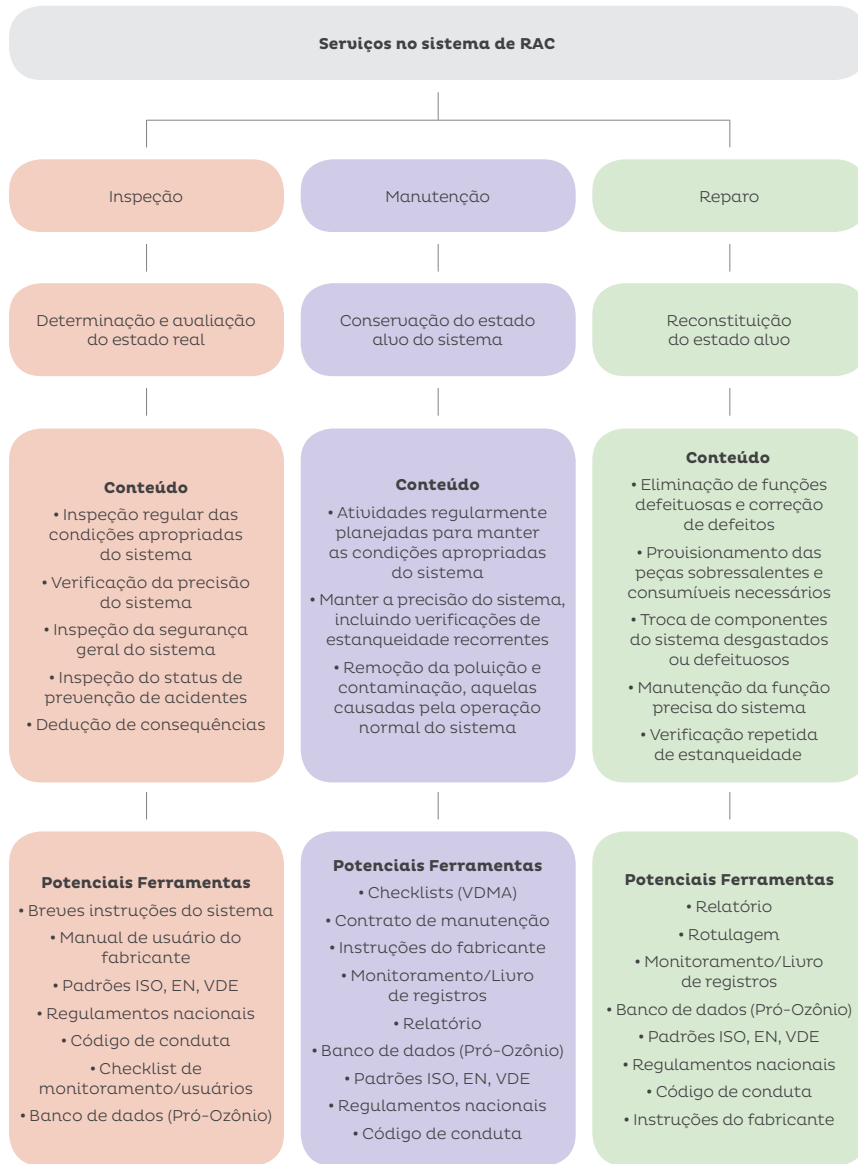 Serviços no sistema de RAC
Inspeção
Manutenção
Reparo
Determinação e avaliação
do estado real
Conservação do estado
alvo do sistema
Reconstituição
do estado alvo
Conteúdo
• Inspeção regular das
condições apropriadas
do sistema
• Verificação da precisão
do sistema
• Inspeção da segurança
geral do sistema
• Inspeção do status de
prevenção de acidentes
• Dedução de consequências
Conteúdo
• Atividades regularmente
planejadas para manter
as condições apropriadas
do sistema
• Manter a precisão do sistema,
incluindo verificações de
estanqueidade recorrentes
• Remoção da poluição e
contaminação, aquelas
causadas pela operação
normal do sistema
Conteúdo
• Eliminação de funções
defeituosas e correção
de defeitos
• Provisionamento das
peças sobressalentes e
consumíveis necessários
• Troca de componentes
do sistema desgastados
ou defeituosos
• Manutenção da função
precisa do sistema
• Verificação repetida
de estanqueidade
Potenciais Ferramentas
• Breves instruções do sistema
• Manual de usuário do
fabricante
• Padrões ISO, EN, VDE
• Regulamentos nacionais
• Código de conduta
• Checklist de
monitoramento/usuários
• Banco de dados (Pró-Ozônio)
Potenciais Ferramentas
• Checklists (VDMA)
• Contrato de manutenção
• Instruções do fabricante
• Monitoramento/Livro
de registros
• Relatório
• Banco de dados (Pró-Ozônio)
• Padrões ISO, EN, VDE
• Regulamentos nacionais
• Código de conduta
Potenciais Ferramentas
• Relatório
• Rotulagem
• Monitoramento/Livro
de registros
• Banco de dados (Pró-Ozônio)
• Padrões ISO, EN, VDE
• Regulamentos nacionais
• Código de conduta
• Instruções do fabricante